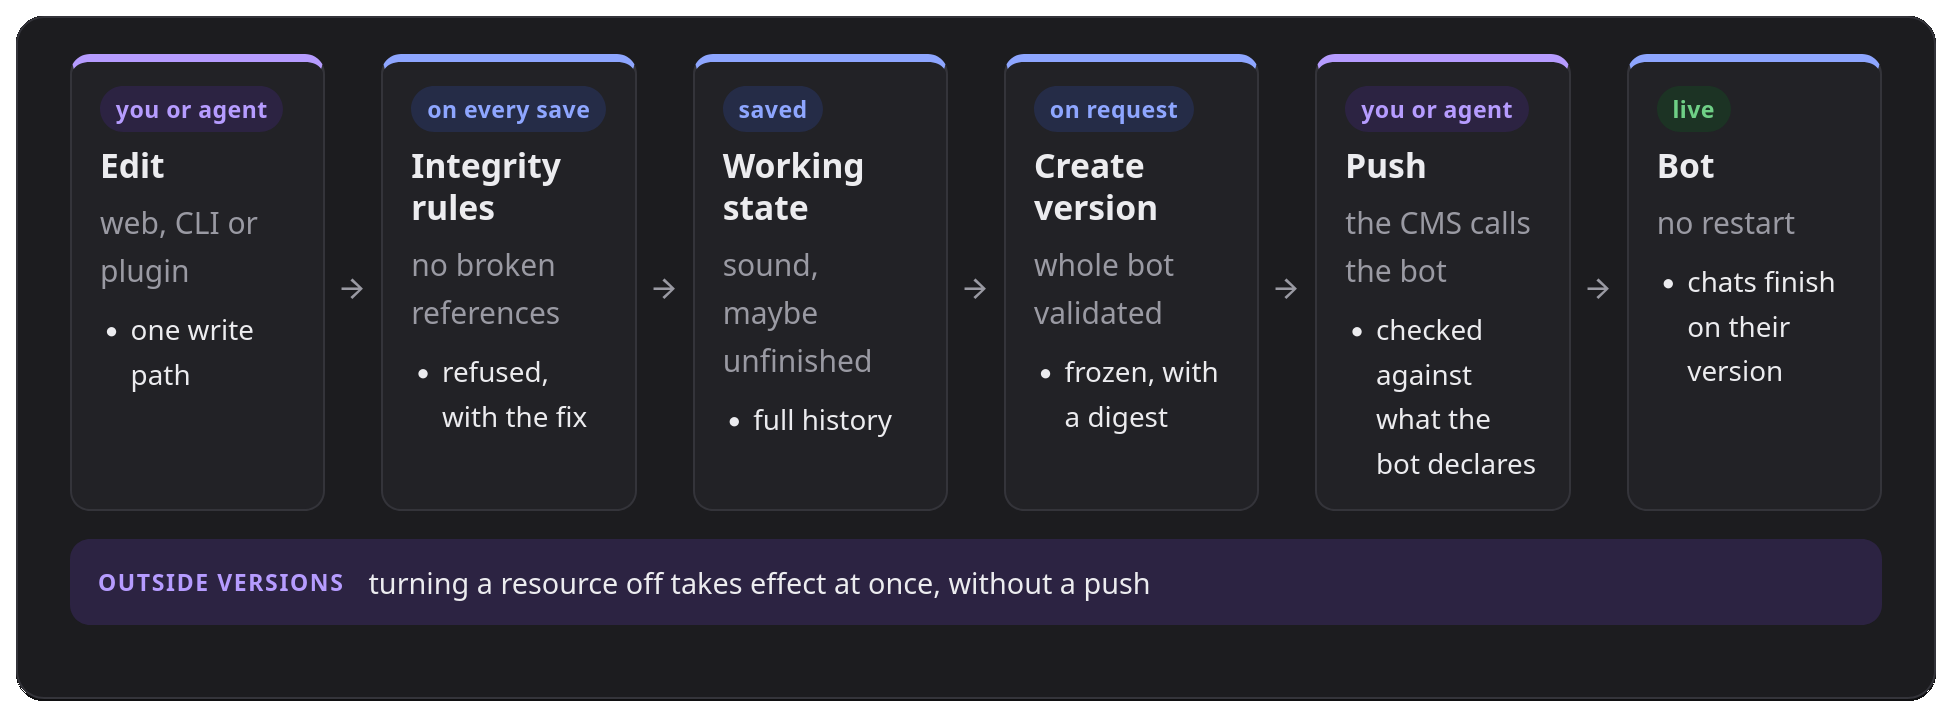 you or agent
Edit
web, CLI or
plugin
• one write
path
→
on every save
Integrity
rules
no broken
references
• refused,
with the fix
→
saved
Working
state
sound,
maybe
unfinished
• full history
→
on request
Create
version
whole bot
validated
• frozen, with
a digest
→
you or agent
Push
the CMS calls
the bot
• checked
against
what the
bot declares
→
live
Bot
no restart
• chats finish
on their
version
OUTSIDE VERSIONS turning a resource off takes effect at once, without a push